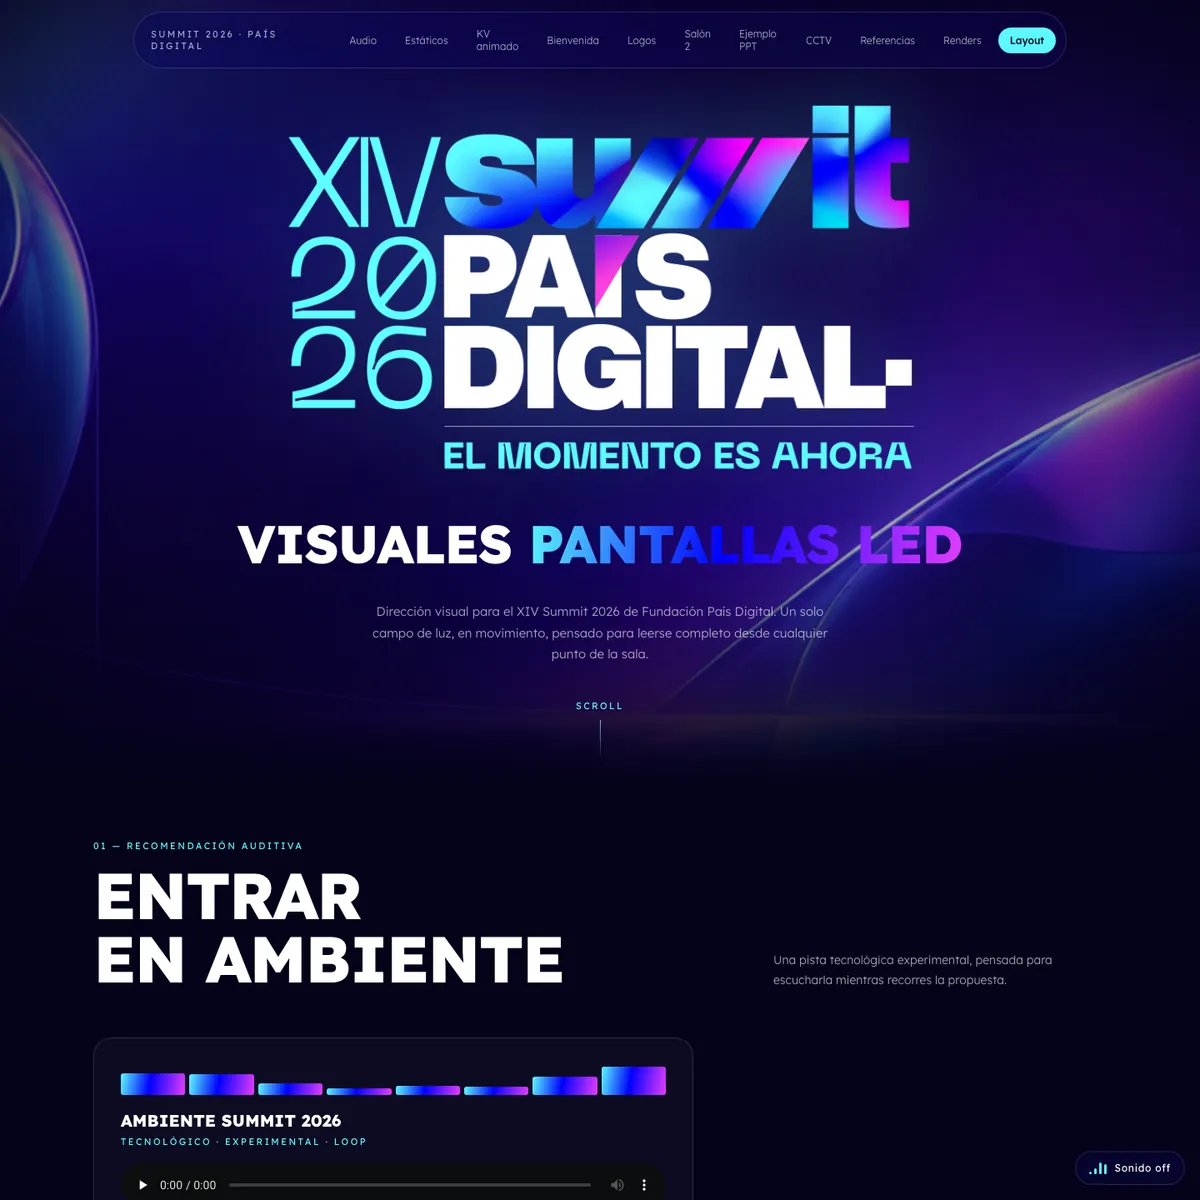 SUMMIT 2026 · PAÍS
DIGITAL
Audio
Estáticos
KV
animado
Bienvenida
Logos
Salón
2
Ejemplo
PPT
CCTV
Referencias
Renders
Layout
XIV Summit
20 PAÍS
26 DIGITAL
EL MOMENTO ES AHORA
VISUALES PANTALLAS LED
Dirección visual para el XIV Summit 2026 de Fundación País Digital. Un solo
campo de luz, en movimiento, pensado para leerse completo desde cualquier
punto de la sala.
SCROLL
01 — RECOMENDACIÓN AUDITIVA
ENTRAR
EN AMBIENTE
Una pista tecnológica experimental, pensada para
escucharla mientras recorres la propuesta.
AMBIENTE SUMMIT 2026
TECNOLÓGICO · EXPERIMENTAL · LOOP
0:00 / 0:00
Sonido off